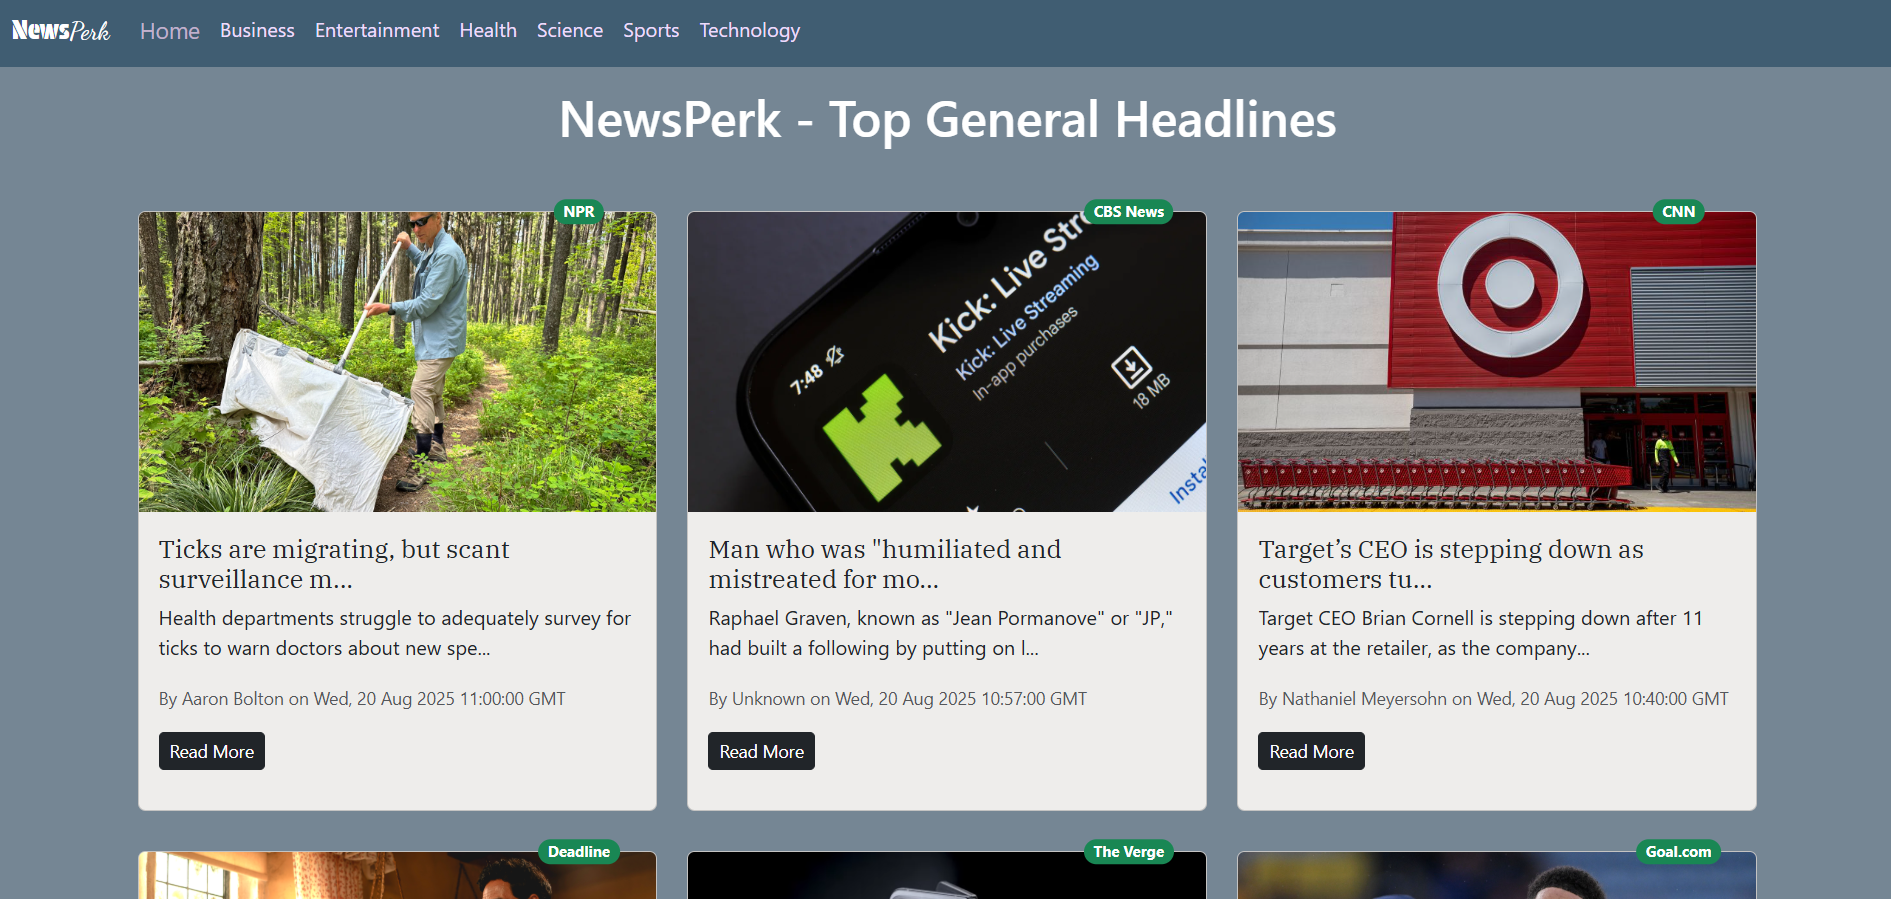 NewsPerk
Home Business Entertainment Health Science Sports Technology
NewsPerk - Top General Headlines
NPR
Ticks are migrating, but scant
surveillance m...
Health departments struggle to adequately survey for
ticks to warn doctors about new spe...
By Aaron Bolton on Wed, 20 Aug 2025 11:00:00 GMT
Read More
CBS News
Kick: Live Stre
Kick: Live Streaming
In-app purchases
7:48
18 MB
Insta
Man who was "humiliated and
mistreated for mo...
Raphael Graven, known as "Jean Pormanove" or "JP,"
had built a following by putting on l...
By Unknown on Wed, 20 Aug 2025 10:57:00 GMT
Read More
CNN
Target’s CEO is stepping down as
customers tu...
Target CEO Brian Cornell is stepping down after 11
years at the retailer, as the company...
By Nathaniel Meyersohn on Wed, 20 Aug 2025 10:40:00 GMT
Read More
Deadline
The Verge
Goal.com